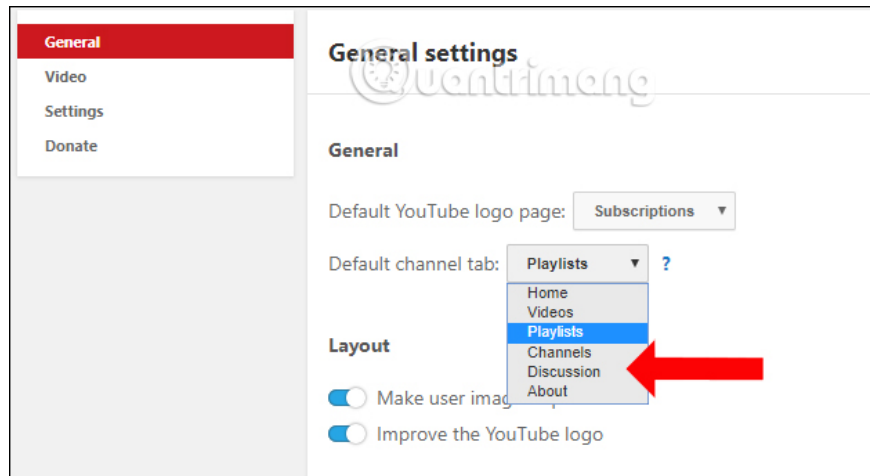 General
Video
Settings
Donate
General settings
Quantrimang
General
Default YouTube logo page: Subscriptions
Default channel tab: Playlists ?
Home
Videos
Playlists
Channels
Discussion
About
Layout
Make user
Improve the YouTube logo